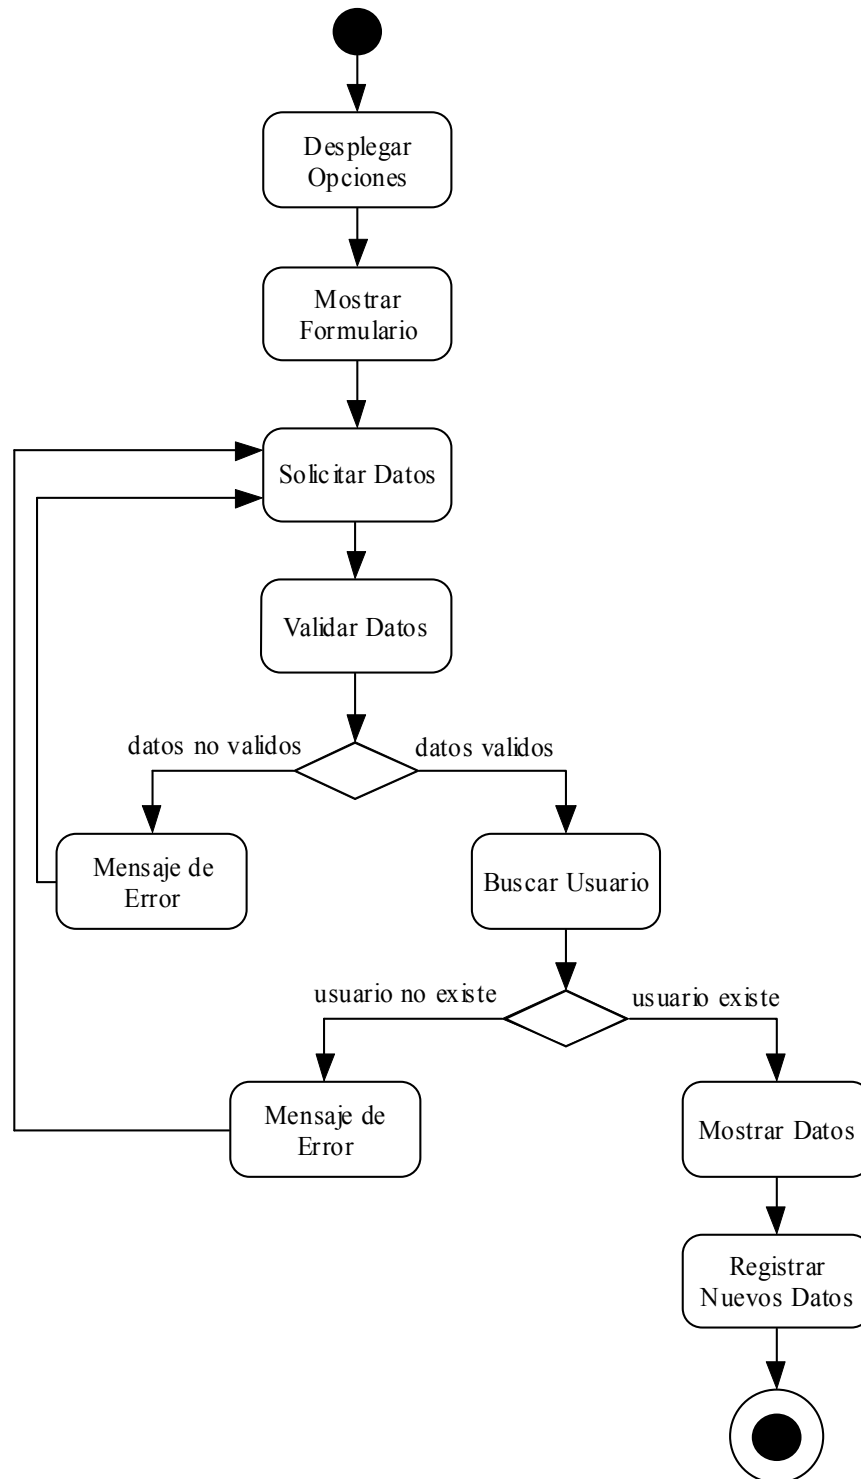 Desplegar
Opciones
Mostrar
Formulario
Solicitar Datos
Validar Datos
datos no validos
datos validos
Mensaje de
Error
Buscar Usuario
usuario no existe
usuario existe
Mensaje de
Error
Mostrar Datos
Registrar
Nuevos Datos